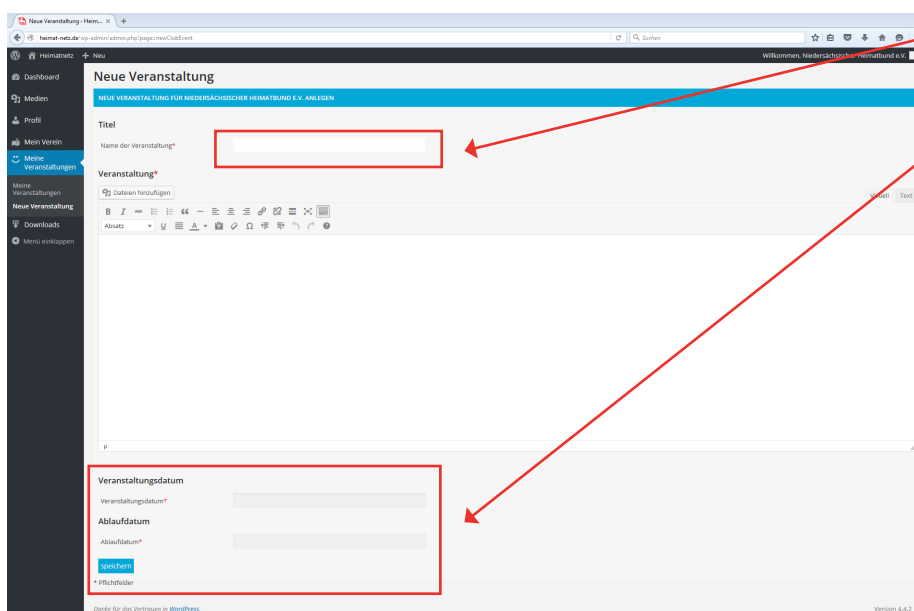 Neue Veranstaltung ‹ Heim...
heimat-netz.de/wp-admin/admin.php?page=newClubEvent
Suchen
Heimatnetz + Neu
Willkommen, Niedersächsischer Heimatbund e.V.
Dashboard
Medien
Profil
Mein Verein
Meine
Veranstaltungen
Meine
Veranstaltungen
Neue Veranstaltung
Downloads
Menü einklappen
Neue Veranstaltung
NEUE VERANSTALTUNG FÜR NIEDERSÄCHSISCHER HEIMATBUND E.V. ANLEGEN
Titel
Name der Veranstaltung*
Veranstaltung*
Dateien hinzufügen
Visuell Text
Absatz
P
Veranstaltungsdatum
Veranstaltungsdatum*
Ablaufdatum
Ablaufdatum*
speichern
* Pflichtfelder
Danke für das Vertrauen in WordPress.
Version 4.4.2